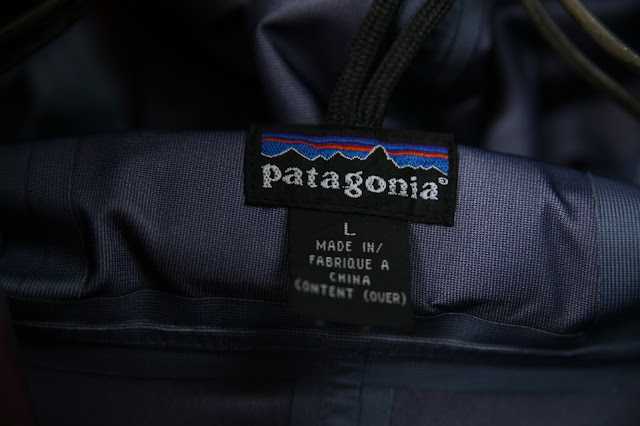 patagonia®
L
MADE IN/
FABRIQUE A
CHINA
CONTENT (OVER)